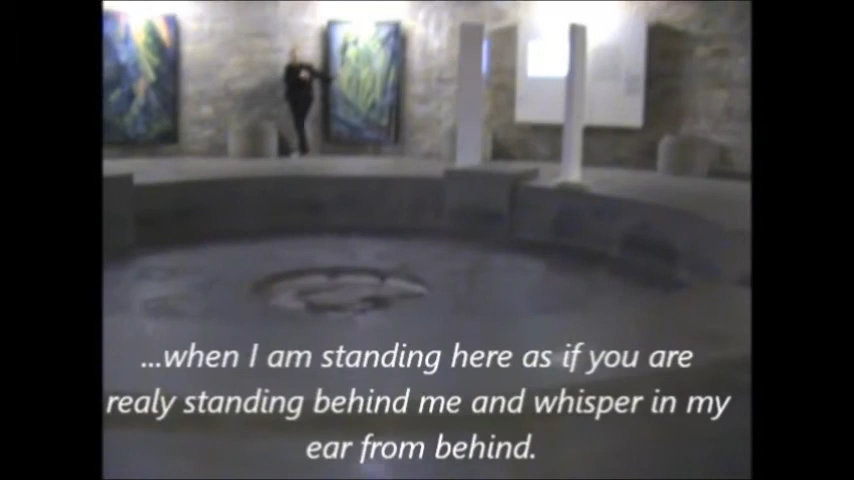 ...when I am standing here as if you are
realy standing behind me and whisper in my
ear from behind.